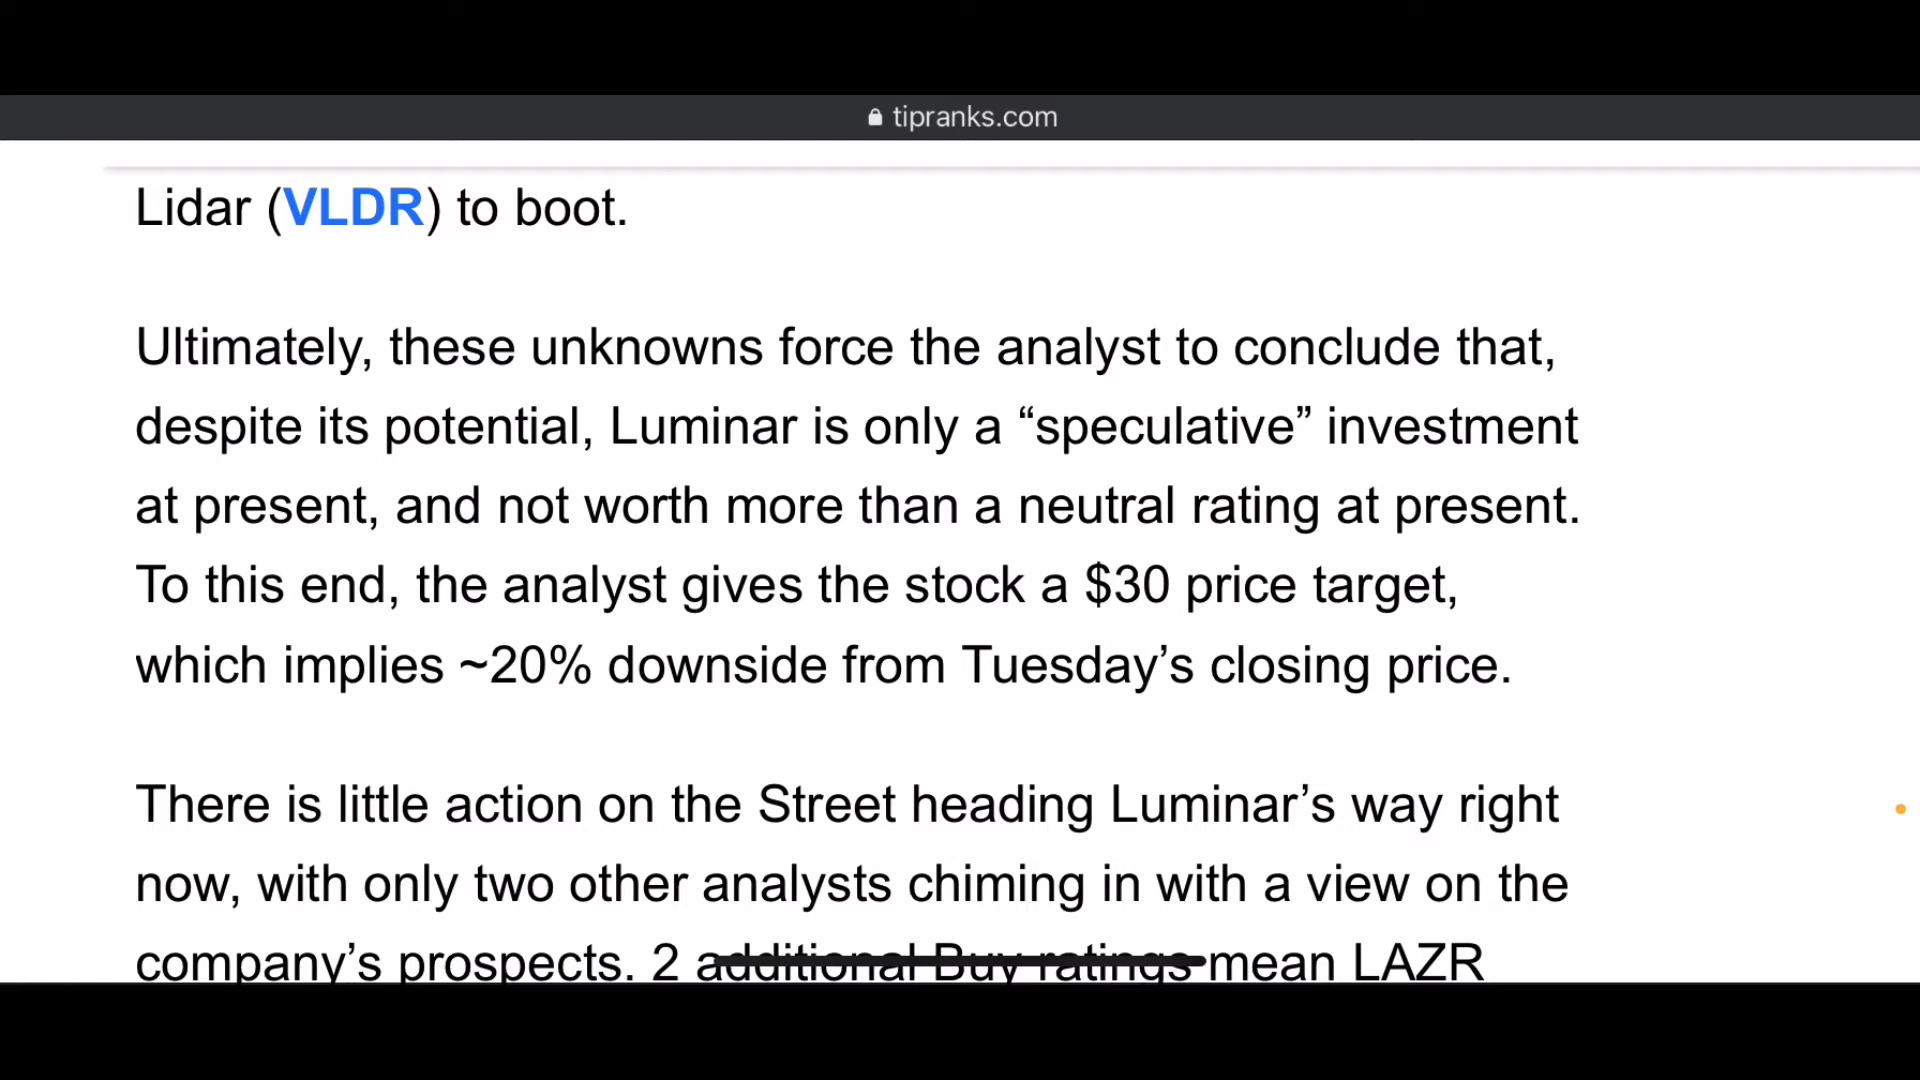 tipranks.com
Lidar (VLDR) to boot.
Ultimately, these unknowns force the analyst to conclude that,
despite its potential, Luminar is only a “speculative” investment
at present, and not worth more than a neutral rating at present.
To this end, the analyst gives the stock a $30 price target,
which implies ~20% downside from Tuesday’s closing price.
There is little action on the Street heading Luminar’s way right
now, with only two other analysts chiming in with a view on the
company’s prospects. 2 additional Buy ratings mean LAZR